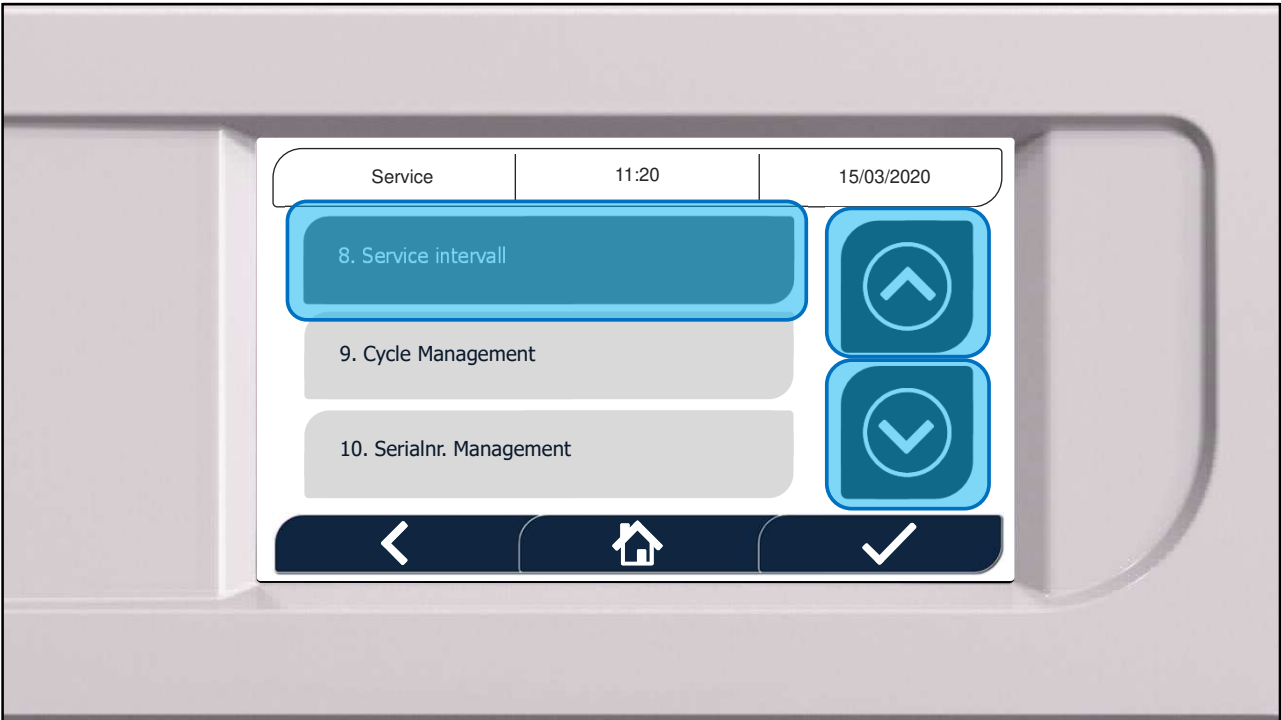 Service
11:20
15/03/2020
8. Service intervall
9. Cycle Management
10. Serialnr. Management